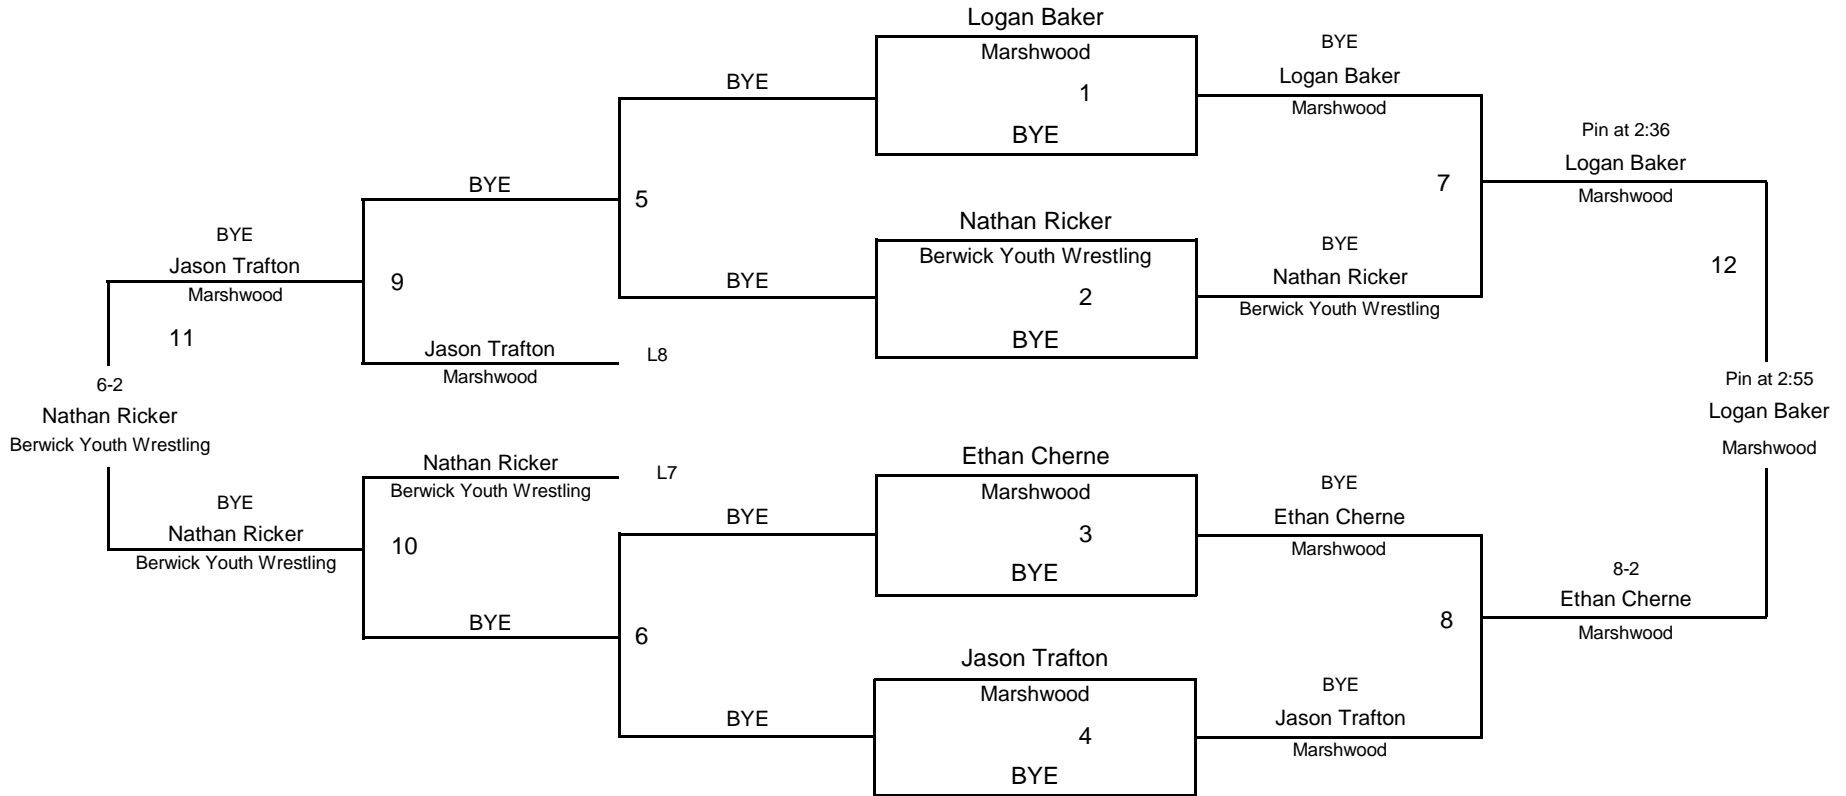 Logan Baker
Marshwood
1
BYE
BYE
Logan Baker
Marshwood
BYE
5
BYE
Nathan Ricker
Berwick Youth Wrestling
2
BYE
BYE
Nathan Ricker
Berwick Youth Wrestling
BYE
7
Pin at 2:36
Logan Baker
Marshwood
12
BYE
Jason Trafton
Marshwood
11
9
Jason Trafton
Marshwood
L8
6-2
Nathan Ricker
Berwick Youth Wrestling
Pin at 2:55
Logan Baker
Marshwood
Nathan Ricker
Berwick Youth Wrestling
L7
BYE
Nathan Ricker
Berwick Youth Wrestling
10
BYE
6
BYE
Ethan Cherne
Marshwood
3
BYE
BYE
Ethan Cherne
Marshwood
8
8-2
Ethan Cherne
Marshwood
BYE
Jason Trafton
Marshwood
4
BYE
BYE
Jason Trafton
Marshwood